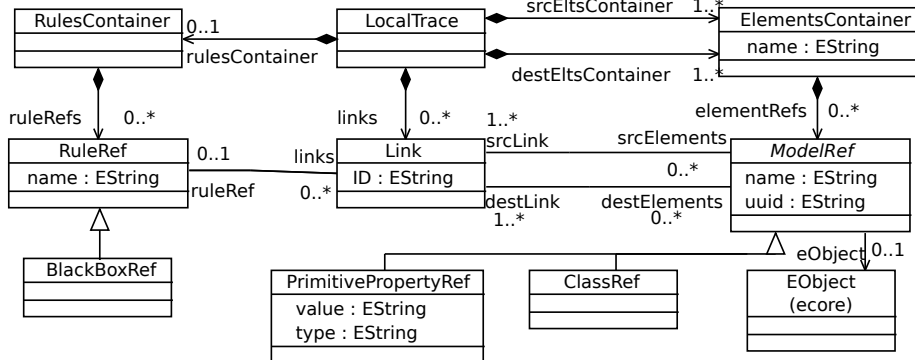 RulesContainer
LocalTrace
srcEltsContainer 1..*
ElementsContainer
0..1
rulesContainer
name : EString
destEltsContainer 1..*
ruleRefs 0..*
links 0..*
elementRefs 0..*
1..*
RuleRef
name : EString
0..1
ruleRef
links
0..*
Link
ID : EString
srcLink
srcElements
0..*
destLink
1..*
destElements
0..*
ModelRef
name : EString
uuid : EString
BlackBoxRef
PrimitivePropertyRef
value : EString
type : EString
ClassRef
eObject 0..1
EObject
(ecore)